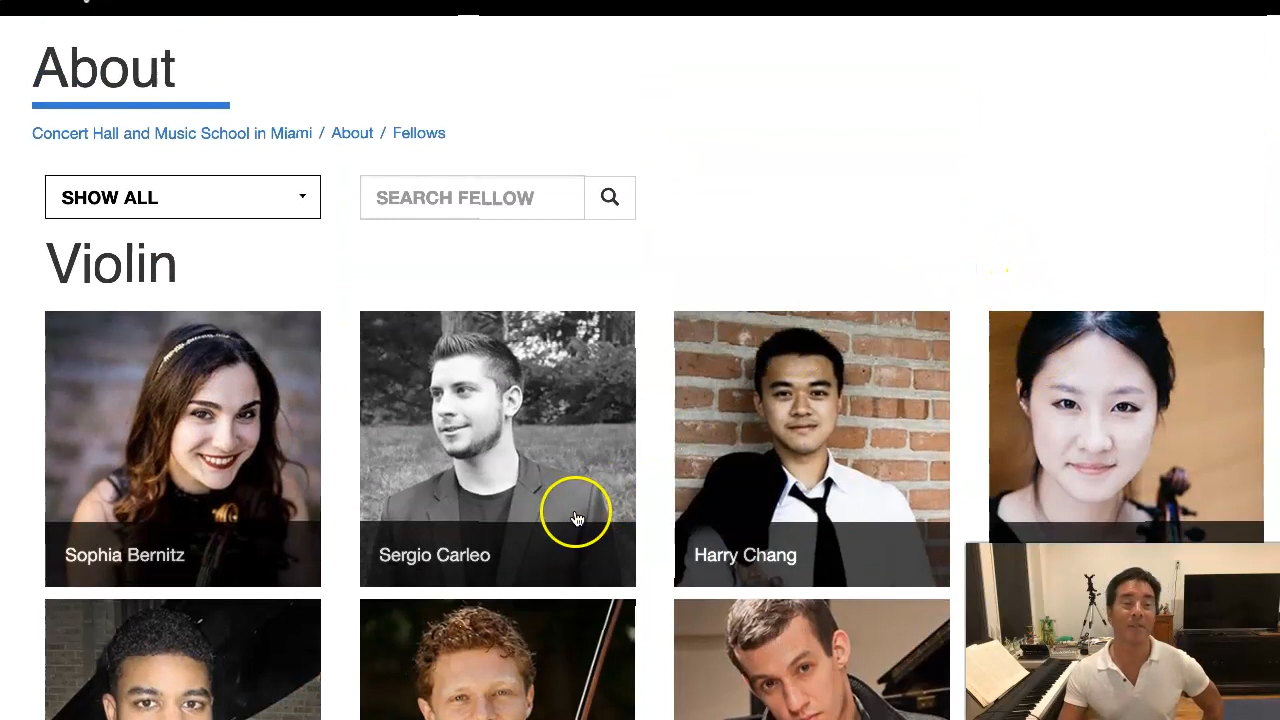 About
Concert Hall and Music School in Miami / About / Fellows
SHOW ALL
SEARCH FELLOW
Violin
Sophia Bernitz
Sergio Carleo
Harry Chang